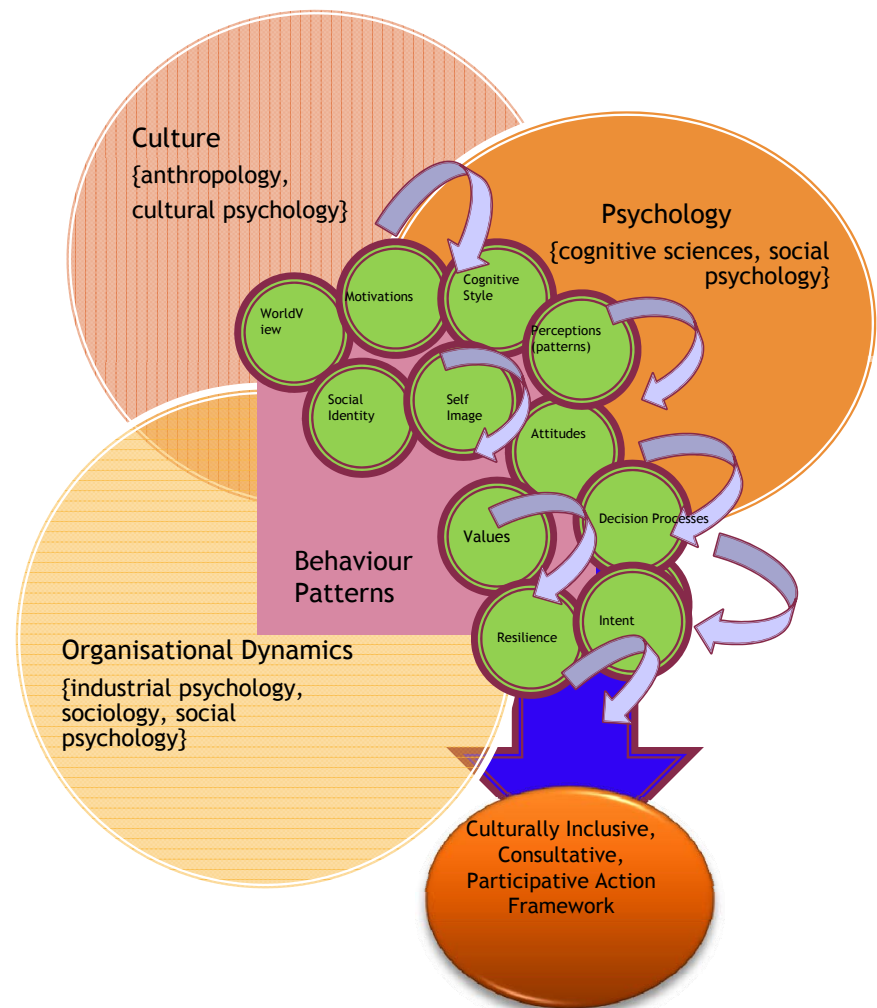 Culture
{anthropology,
cultural psychology}
Psychology
{cognitive sciences, social
psychology}
WorldV
iew
Motivations
Cognitive
Style
Perceptions
(patterns)
Social
Identity
Self
Image
Attitudes
Values
Decision Processes
Behaviour
Patterns
Resilience
Intent
Organisational Dynamics
{industrial psychology,
sociology, social
psychology}
Culturally Inclusive,
Consultative,
Participative Action
Framework